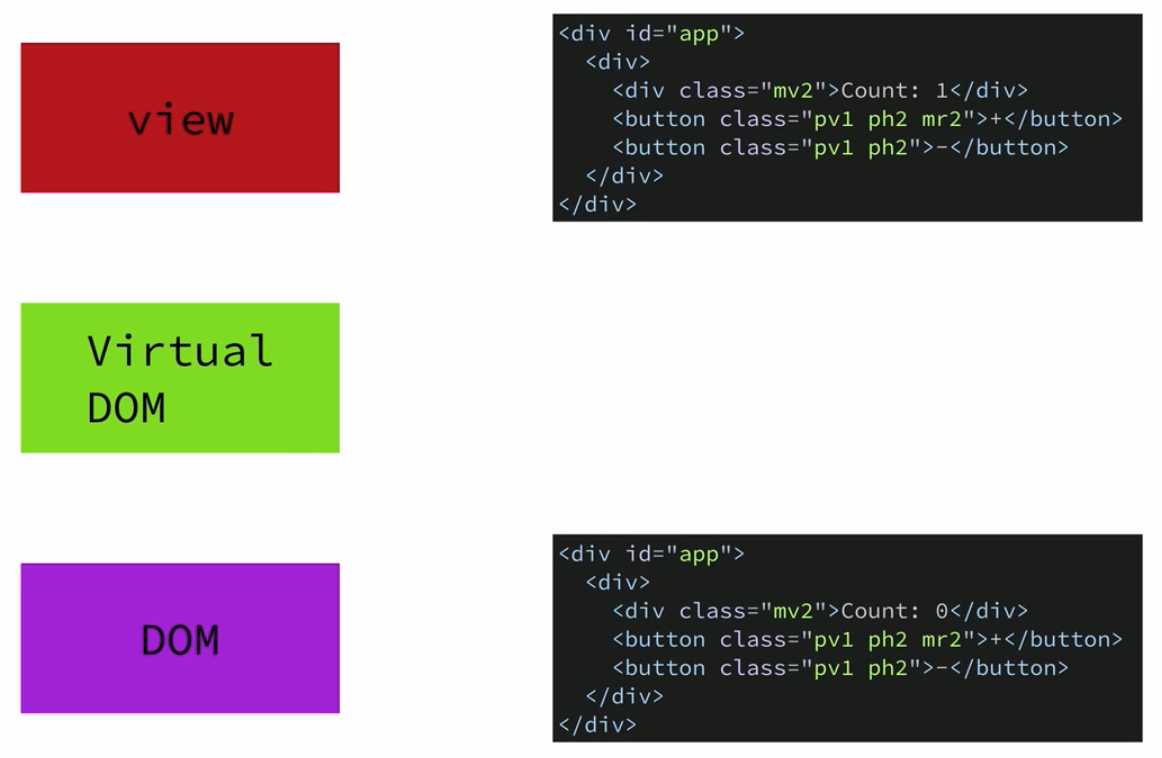 view
<div id="app">
  <div>
    <div class="mv2">Count: 1</div>
    <button class="pv1 ph2 mr2">+</button>
    <button class="pv1 ph2">-</button>
  </div>
</div>
Virtual
DOM
DOM
<div id="app">
  <div>
    <div class="mv2">Count: 0</div>
    <button class="pv1 ph2 mr2">+</button>
    <button class="pv1 ph2">-</button>
  </div>
</div>